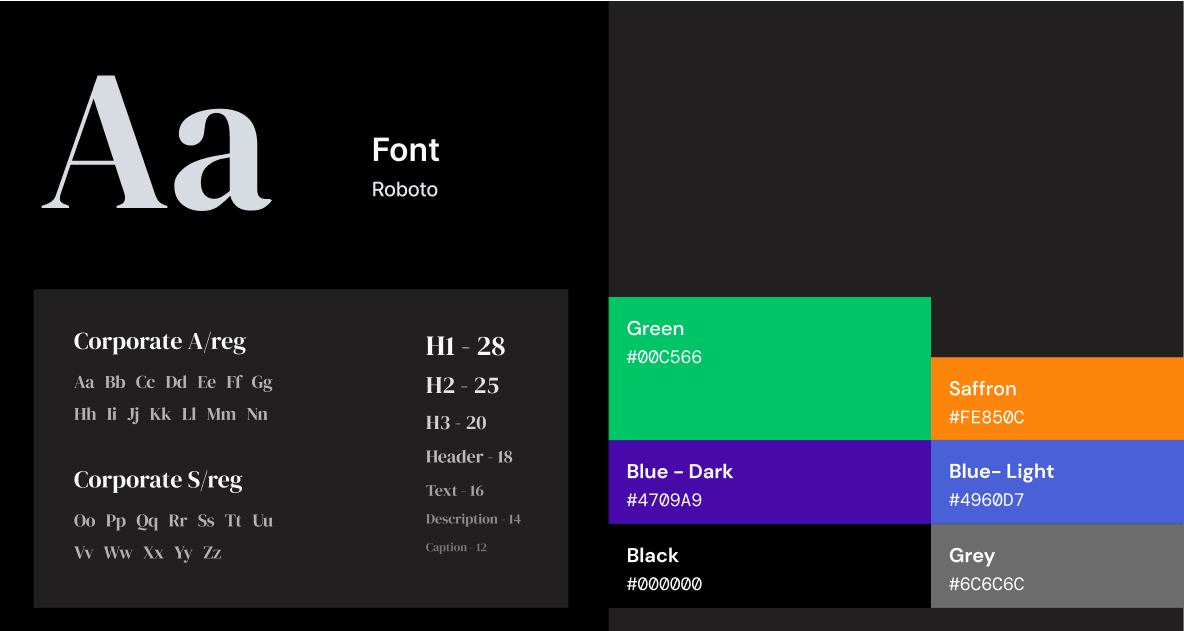 Aa
Font
Roboto
Corporate A/reg
Aa Bb Cc Dd Ee Ff Gg
Hh Ii Jj Kk Ll Mm Nn
Corporate S/reg
Oo Pp Qq Rr Ss Tt Uu
Vv Ww Xx Yy Zz
H1 - 28
H2 - 25
H3 - 20
Header - 18
Text - 16
Description - 14
Caption - 12
Green
#00C566
Saffron
#FE850C
Blue - Dark
#4709A9
Blue- Light
#4960D7
Black
#000000
Grey
#6C6C6C